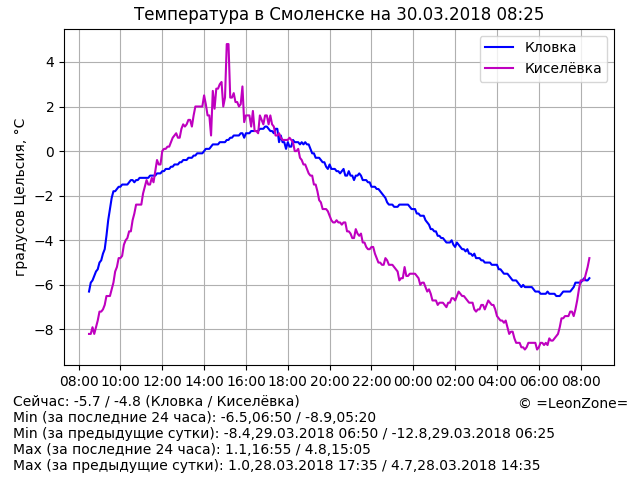 Температура в Смоленске на 30.03.2018 08:25
градусов Цельсия, °C
4
2
0
−2
−4
−6
−8
Кловка
Киселёвка
08:00 10:00 12:00 14:00 16:00 18:00 20:00 22:00 00:00 02:00 04:00 06:00 08:00
Сейчас: -5.7 / -4.8 (Кловка / Киселёвка)
© =LeonZone=
Min (за последние 24 часа): -6.5,06:50 / -8.9,05:20
Min (за предыдущие сутки): -8.4,29.03.2018 06:50 / -12.8,29.03.2018 06:25
Max (за последние 24 часа): 1.1,16:55 / 4.8,15:05
Max (за предыдущие сутки): 1.0,28.03.2018 17:35 / 4.7,28.03.2018 14:35